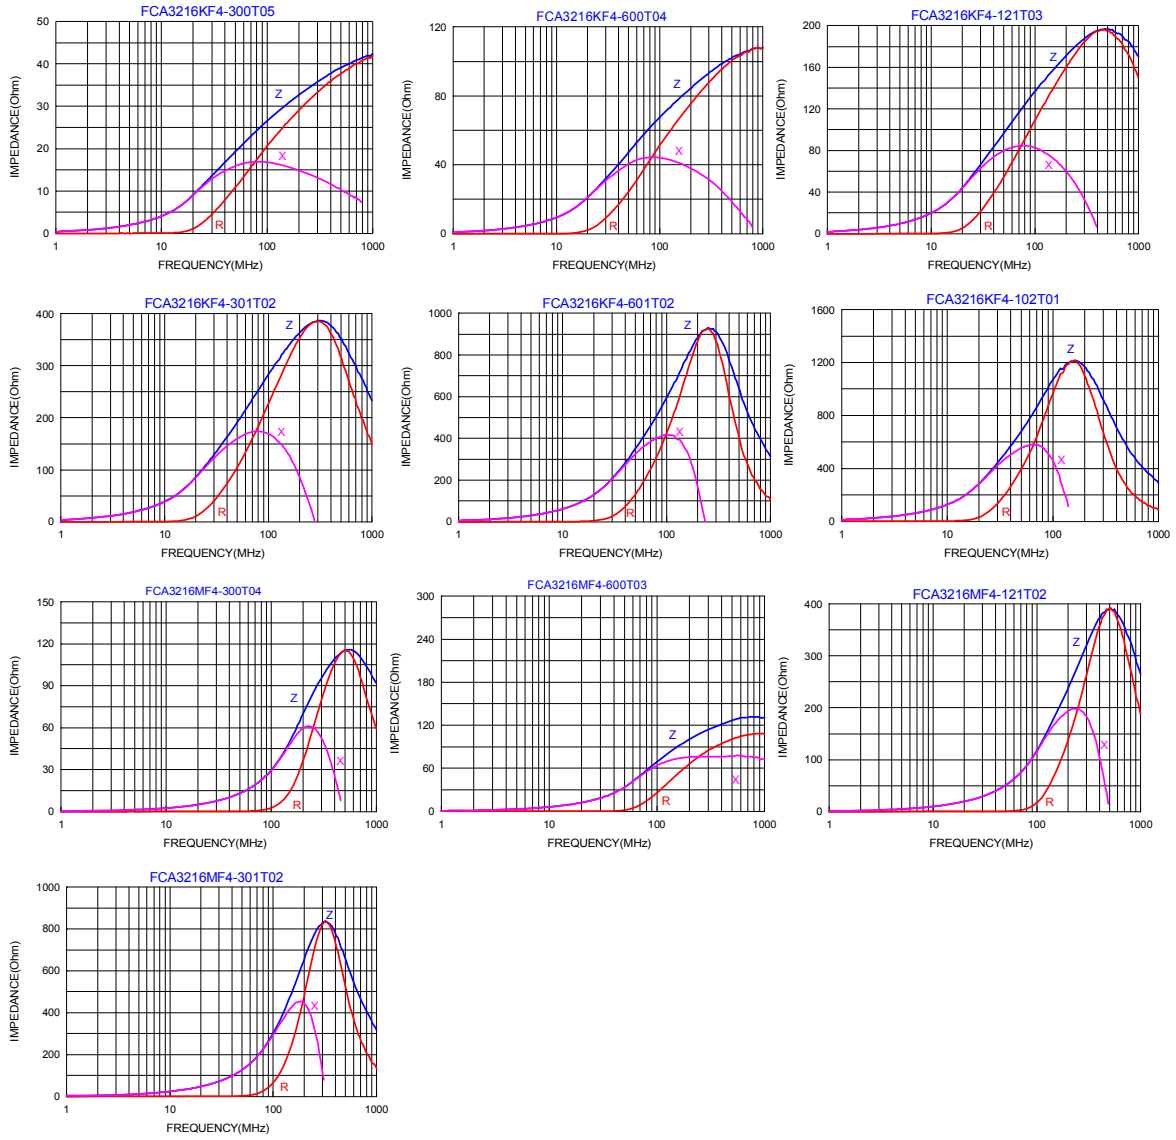 FCA3216KF4-300T05
IMPEDANCE(Ohm)
50
40
30
20
10
0
Z
X
R
1
10
100
1000
FREQUENCY(MHz)
FCA3216KF4-600T04
IMPEDANCE(Ohm)
120
80
40
0
Z
X
R
1
10
100
1000
FREQUENCY(MHz)
FCA3216KF4-121T03
IMPEDANCE(Ohm)
200
160
120
80
40
0
Z
X
R
1
10
100
1000
FREQUENCY(MHz)
FCA3216KF4-301T02
IMPEDANCE(Ohm)
400
300
200
100
0
Z
X
R
1
10
100
1000
FREQUENCY(MHz)
FCA3216KF4-601T02
IMPEDANCE(Ohm)
1000
900
800
600
400
200
0
Z
X
R
1
10
100
1000
FREQUENCY(MHz)
FCA3216KF4-102T01
IMPEDANCE(Ohm)
1600
1200
800
400
0
Z
X
R
1
10
100
1000
FREQUENCY(MHz)
FCA3216MF4-300T04
IMPEDANCE(Ohm)
150
120
90
60
30
0
Z
X
R
1
10
100
1000
FREQUENCY(MHz)
FCA3216MF4-600T03
IMPEDANCE(Ohm)
300
240
180
120
60
0
Z
X
R
1
10
100
1000
FREQUENCY(MHz)
FCA3216MF4-121T02
IMPEDANCE(Ohm)
400
300
200
100
0
Z
X
R
1
10
100
1000
FREQUENCY(MHz)
FCA3216MF4-301T02
IMPEDANCE(Ohm)
1000
800
600
400
200
0
Z
X
R
1
10
100
1000
FREQUENCY(MHz)